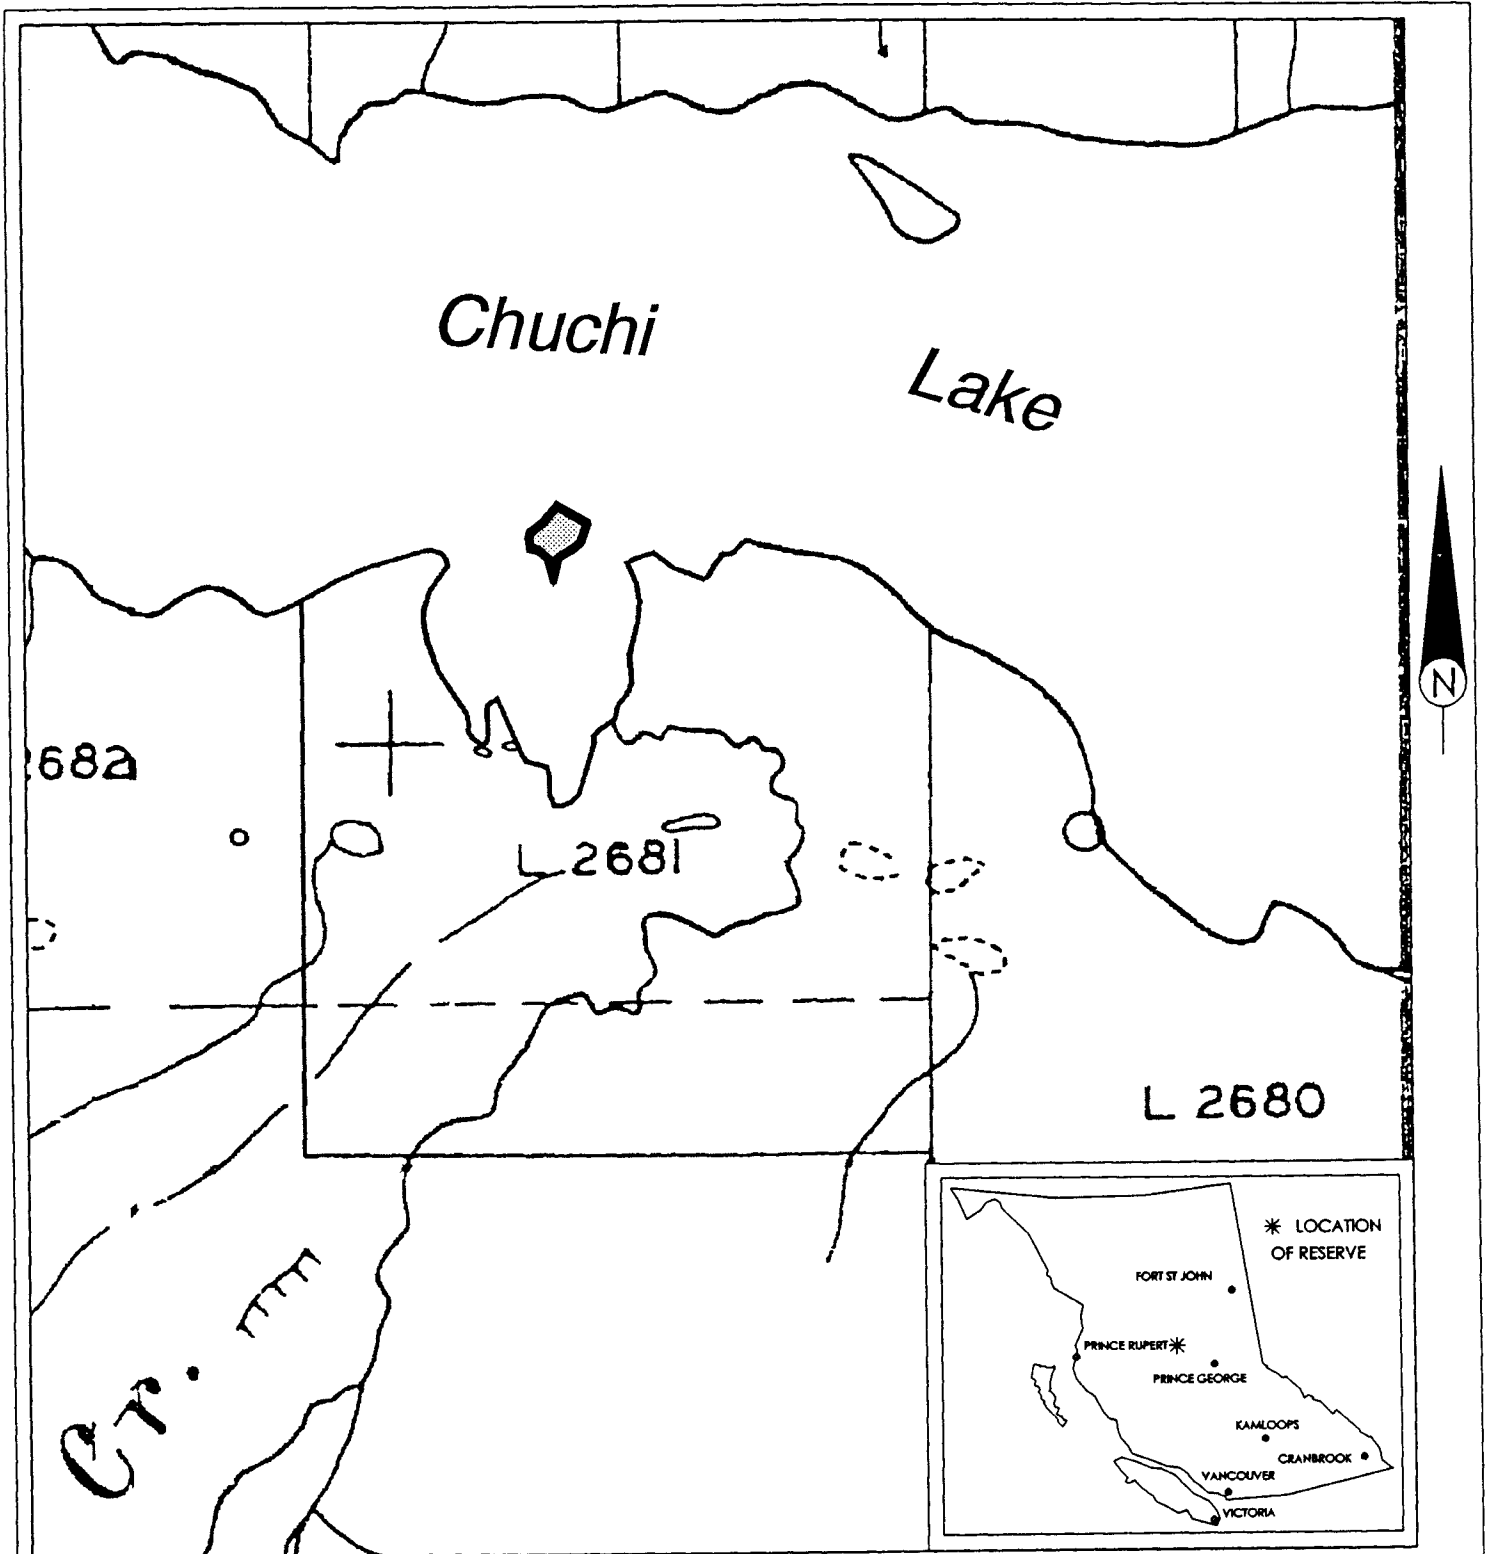 Chuchi
Lake
N
268
L 2681
L 2680
Cr.
LOCATION
OF RESERVE
FORT ST JOHN
PRINCE RUPERT
PRINCE GEORGE
KAMLOOPS
CRANBROOK
VANCOUVER
VICTORIA